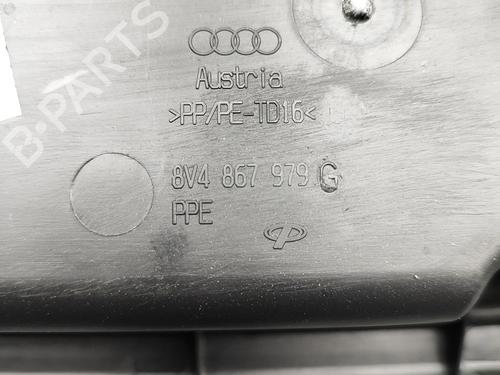 B-PARTS
Austria
>PP/PE-TD16<
8V4 867 979 G
PPE